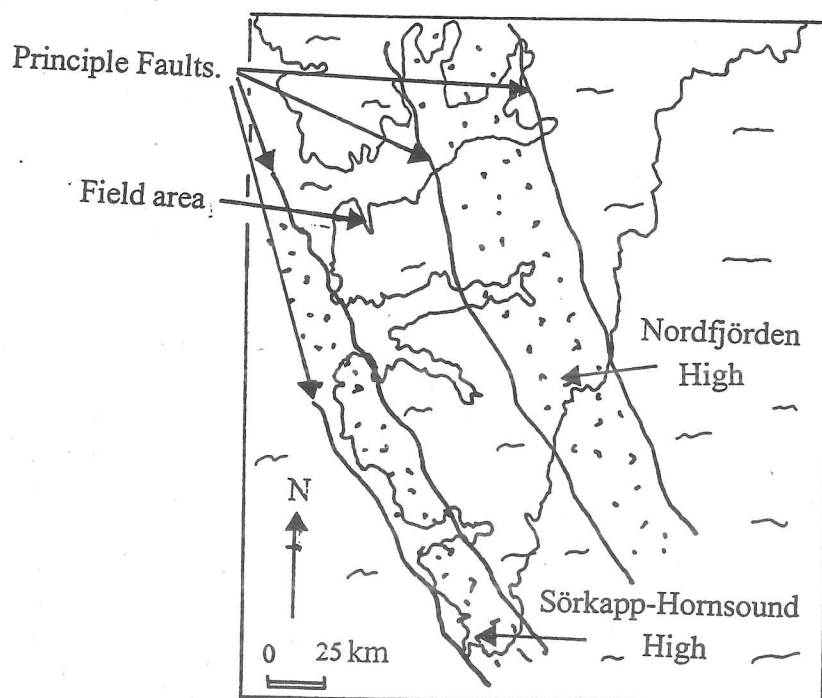 Principle Faults.
Field area
Nordfjörden
High
N
Sörkapp-Hornsound
High
0 25 km